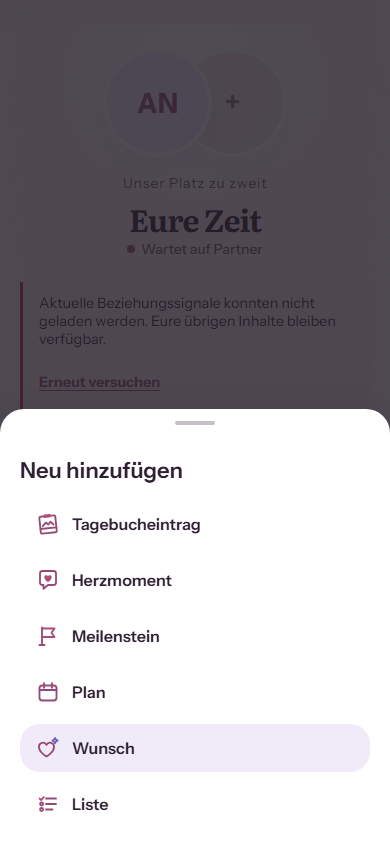 AN
+
Unser Platz zu zweit
Eure Zeit
Wartet auf Partner
Aktuelle Beziehungssignale konnten nicht
geladen werden. Eure übrigen Inhalte bleiben
verfügbar.
Erneut versuchen
Neu hinzufügen
Tagebucheintrag
Herzmoment
Meilenstein
Plan
Wunsch
Liste